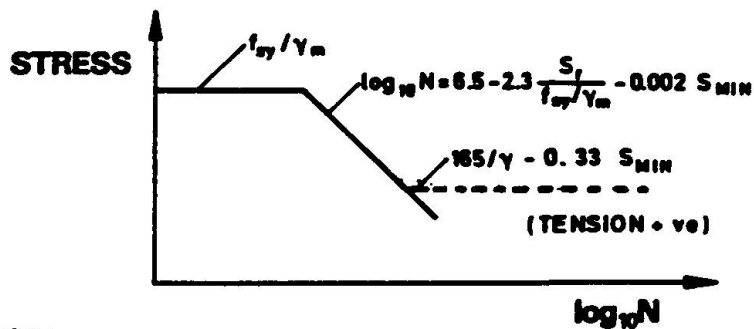 STRESS
f_sy/γ_m
log₁₀ N = 6.5 - 2.3 S_r/(f_sy/γ_m) - 0.002 S_MIN
165/γ - 0.33 S_MIN
(TENSION + ve)
log₁₀N